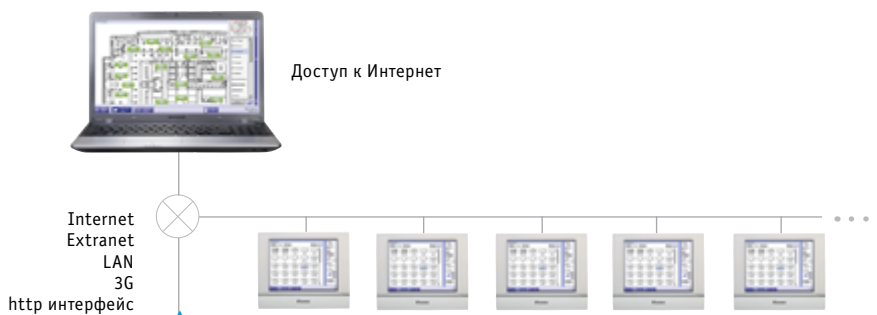 Доступ к Интернет
Internet
Extranet
LAN
3G
http интерфейс